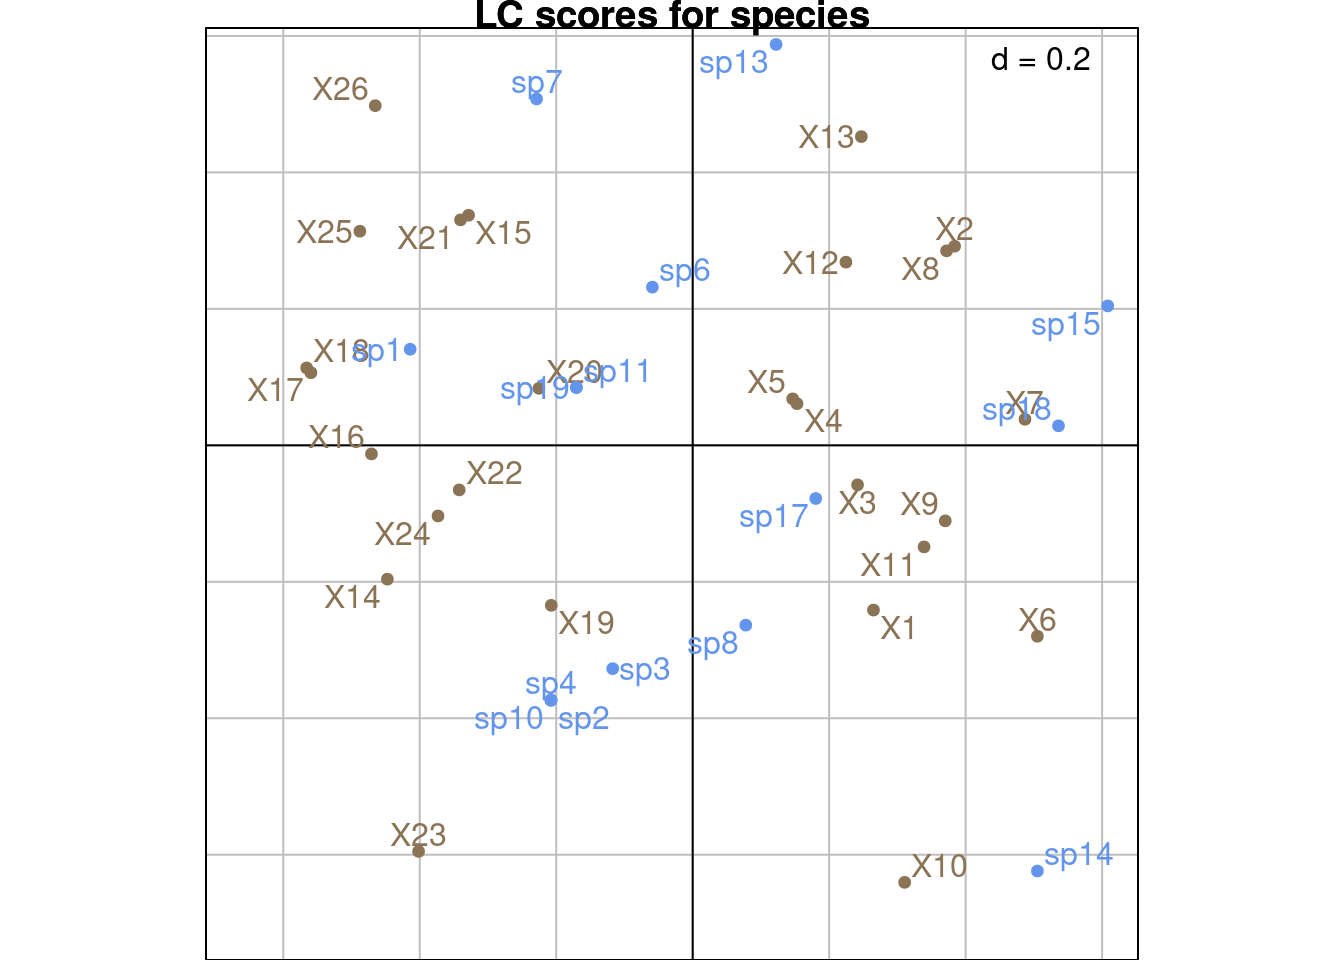 LC scores for species
d = 0.2
sp13
sp7
X26
X13
X25
X21
X15
X2
X12
X8
sp6
sp15
X18
sp1
X17
X20
sp11
sp19
X5
X4
X7
sp18
X16
X22
X24
sp17
X3
X9
X11
X14
X19
X1
X6
sp8
sp3
sp4
sp10
sp2
X23
X10
sp14